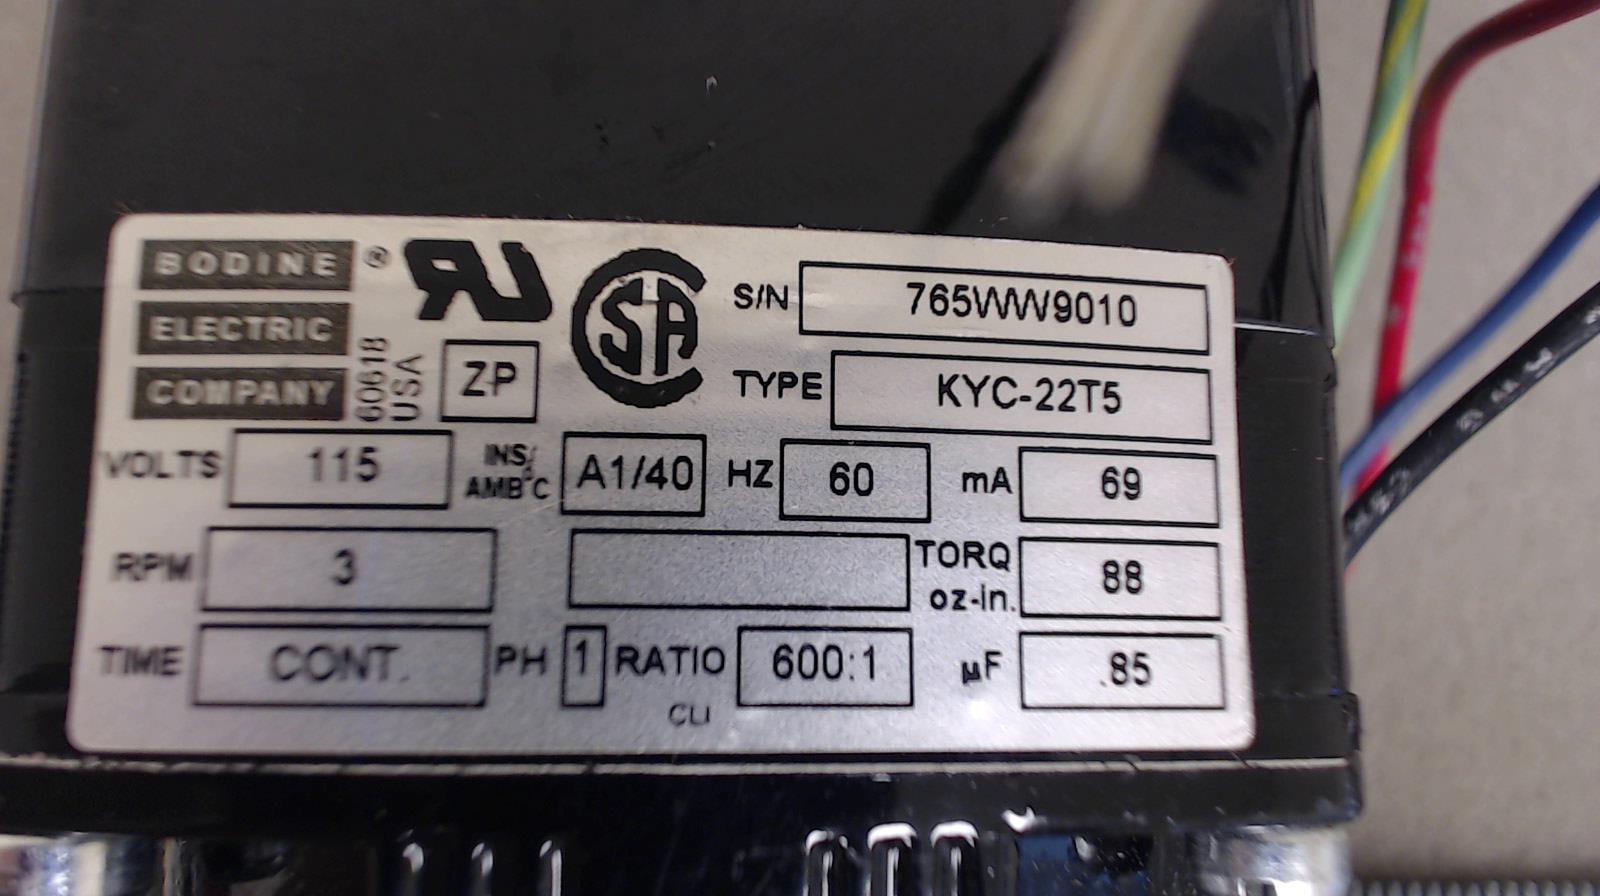 BODINE ®
ELECTRIC
COMPANY
60618
USA
ZP
S/N 765WW9010
TYPE KYC-22T5
VOLTS 115 INS/AMB°C A1/40 HZ 60 mA 69
RPM 3 TORQ oz-in. 88
TIME CONT. PH 1 RATIO 600:1 µF .85
CLI